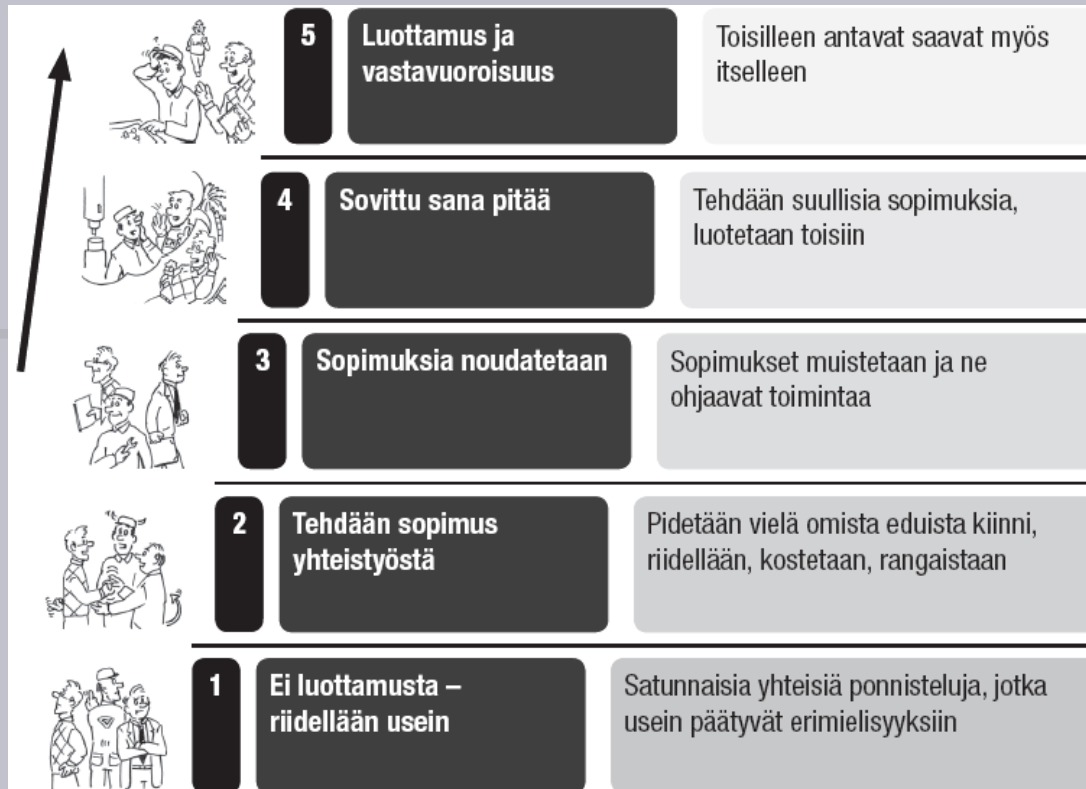 5
Luottamus ja
vastavuoroisuus
Toisilleen antavat saavat myös
itselleen
4
Sovittu sana pitää
Tehdään suullisia sopimuksia,
luotetaan toisiin
3
Sopimuksia noudatetaan
Sopimukset muistetaan ja ne
ohjaavat toimintaa
2
Tehdään sopimus
yhteistyöstä
Pidetään vielä omista eduista kiinni,
riidellään, kostetaan, rangaistaan
1
Ei luottamusta –
riidellään usein
Satunnaisia yhteisiä ponnisteluja, jotka
usein päätyvät erimielisyyksiin